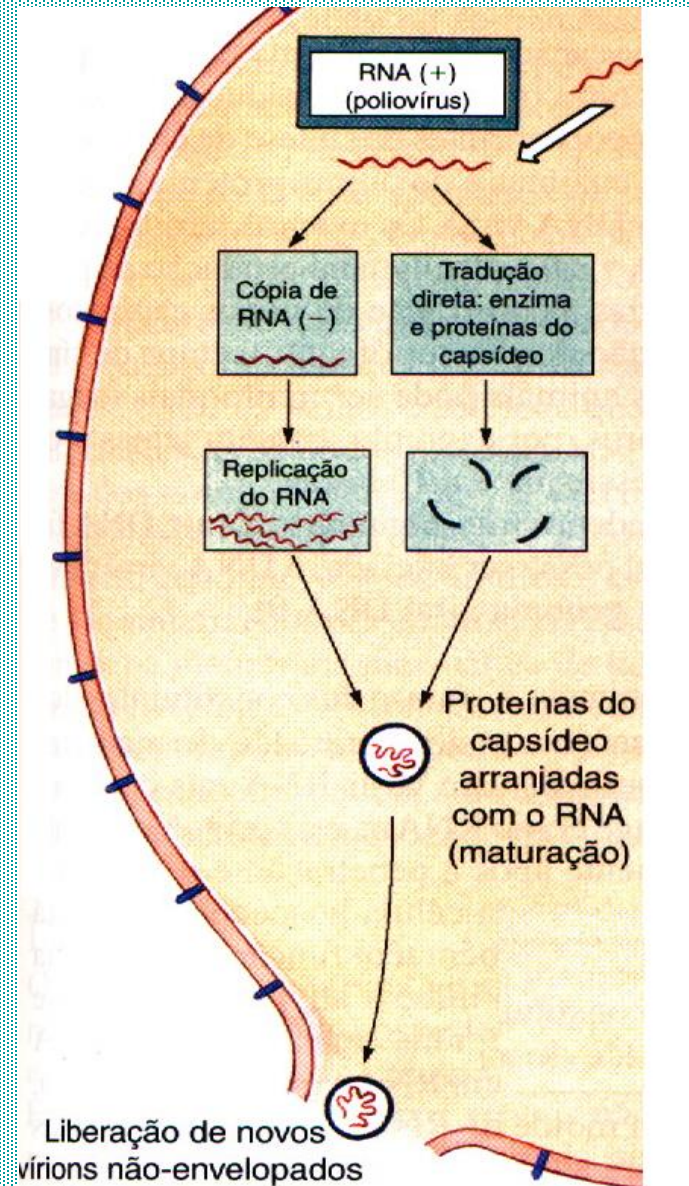 RNA (+)
(poliovírus)
Cópia de
RNA (−)
Tradução
direta: enzima
e proteínas do
capsídeo
Replicação
do RNA
Proteínas do
capsídeo
arranjadas
com o RNA
(maturação)
Liberação de novos
vírions não-envelopados